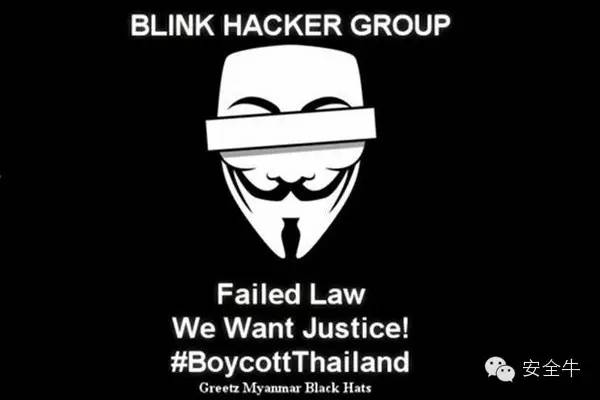 BLINK HACKER GROUP
Failed Law
We Want Justice!
#BoycottThailand
Greetz Myanmar Black Hats
安全牛